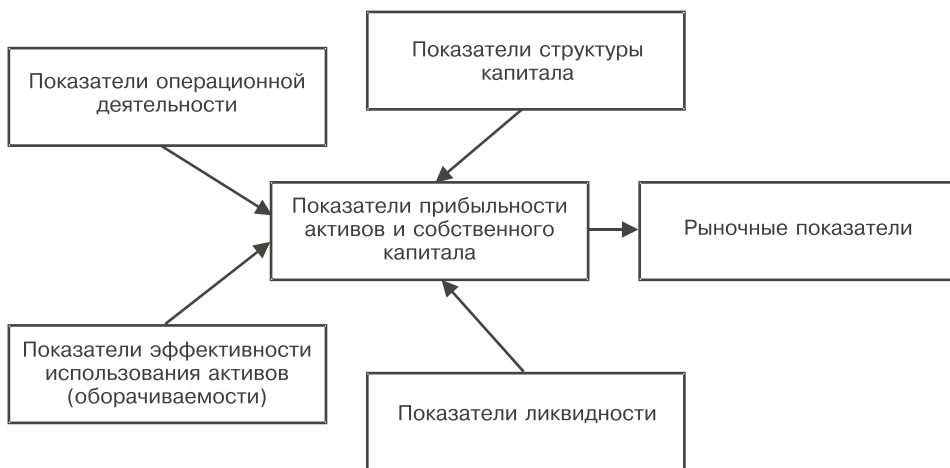 Показатели операционной
деятельности
Показатели структуры
капитала
Показатели прибыльности
активов и собственного
капитала
Рыночные показатели
Показатели эффективности
использования активов
(оборачиваемости)
Показатели ликвидности